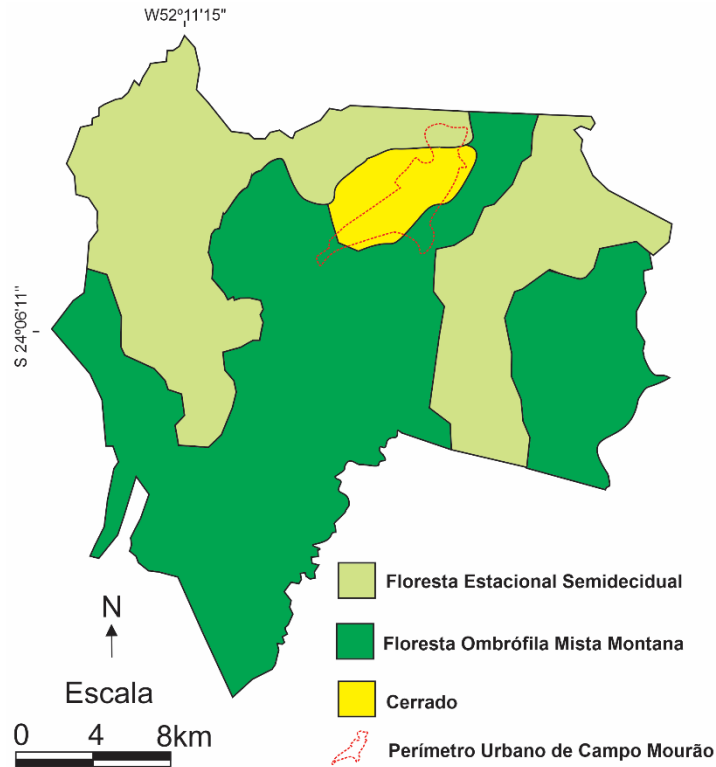 W52º11'15"
S 24º06'11"
Floresta Estacional Semidecidual
N
Floresta Ombrófila Mista Montana
Escala
Cerrado
0 4 8km
Perímetro Urbano de Campo Mourão